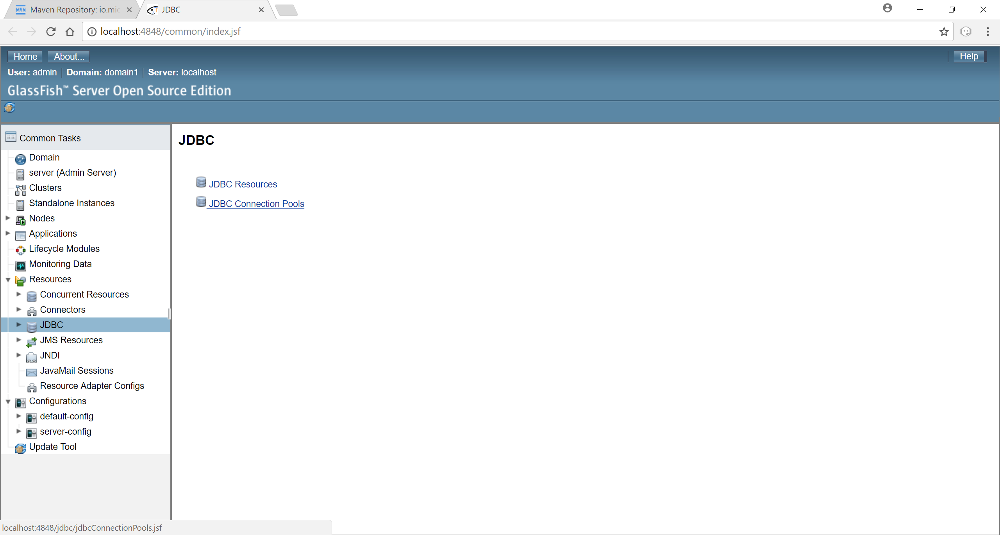 Maven Repository: io.mic
JDBC
localhost:4848/common/index.jsf
Home About... Help
User: admin Domain: domain1 Server: localhost
GlassFish™ Server Open Source Edition
Common Tasks
Domain
server (Admin Server)
Clusters
Standalone Instances
Nodes
Applications
Lifecycle Modules
Monitoring Data
Resources
Concurrent Resources
Connectors
JDBC
JMS Resources
JNDI
JavaMail Sessions
Resource Adapter Configs
Configurations
default-config
server-config
Update Tool
JDBC
JDBC Resources
JDBC Connection Pools
localhost:4848/jdbc/jdbcConnectionPools.jsf